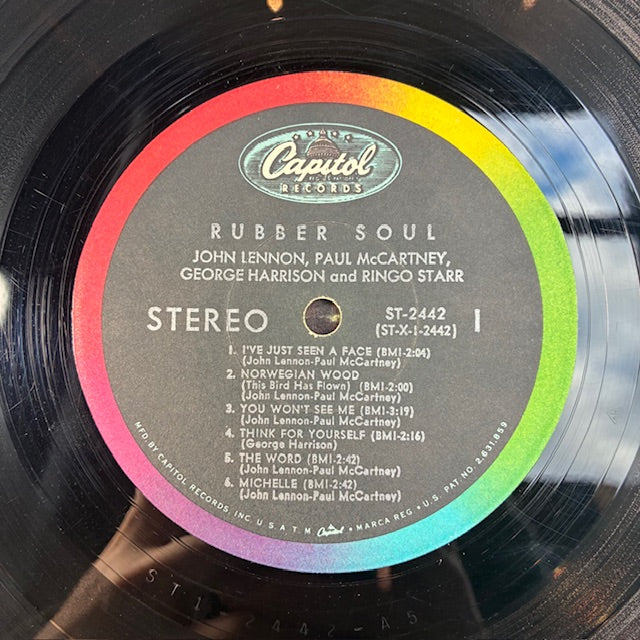 Capitol
RECORDS
RUBBER SOUL
JOHN LENNON, PAUL McCARTNEY,
GEORGE HARRISON and RINGO STARR
STEREO
ST-2442
(ST-X-1-2442)
1
1. I'VE JUST SEEN A FACE (BMI-2:04)
(John Lennon-Paul McCartney)
2. NORWEGIAN WOOD
(This Bird Has Flown) (BMI-2:00)
(John Lennon-Paul McCartney)
3. YOU WON'T SEE ME (BMI-3:19)
(John Lennon-Paul McCartney)
4. THINK FOR YOURSELF (BMI-2:16)
(George Harrison)
5. THE WORD (BMI-2:42)
(John Lennon-Paul McCartney)
6. MICHELLE (BMI-2:42)
(John Lennon-Paul McCartney)
MFD. BY CAPITOL RECORDS, INC. U.S.A. T.M. Capitol • MARCA REG. • U.S. PAT. NO. 2,631,859
2442-A5